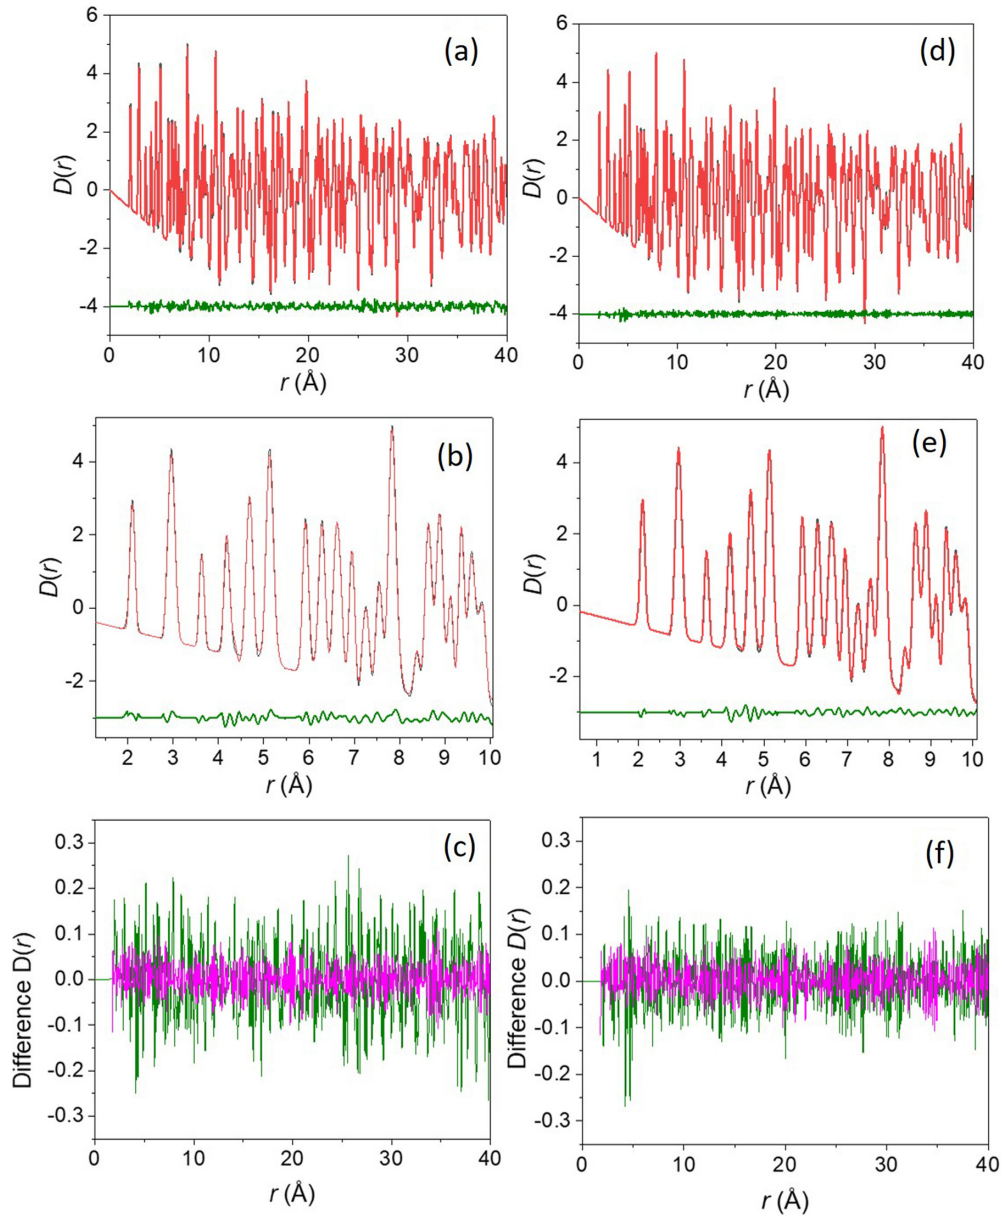 6
4
2
0
-2
-4
D(r)
(a)
0 10 20 30 40
r (Å)
6
4
2
0
-2
-4
D(r)
(d)
0 10 20 30 40
r (Å)
4
2
0
-2
D(r)
(b)
2 3 4 5 6 7 8 9 10
r (Å)
4
2
0
-2
D(r)
(e)
1 2 3 4 5 6 7 8 9 10
r (Å)
0.3
0.2
0.1
0.0
-0.1
-0.2
-0.3
Difference D(r)
(c)
0 10 20 30 40
r (Å)
0.3
0.2
0.1
0.0
-0.1
-0.2
-0.3
Difference D(r)
(f)
0 10 20 30 40
r (Å)